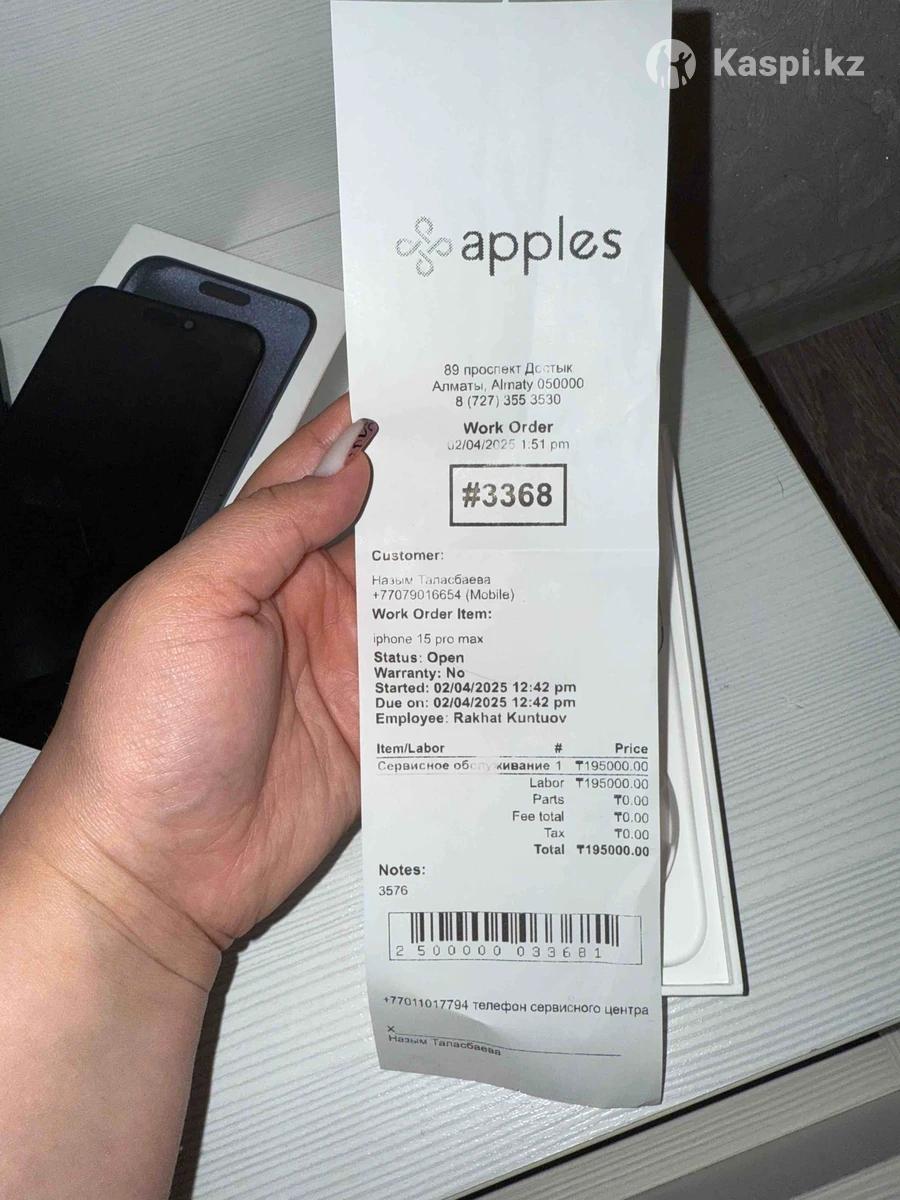 Kaspi.kz
apples
89 проспект Достык
Алматы, Almaty 050000
8 (727) 355 3530
Work Order
02/04/2025 1:51 pm
#3368
Customer:
Назым Таласбаева
+77079016654 (Mobile)
Work Order Item:
iphone 15 pro max
Status: Open
Warranty: No
Started: 02/04/2025 12:42 pm
Due on: 02/04/2025 12:42 pm
Employee: Rakhat Kuntuov
Item/Labor # Price
Сервисное обслуживание 1 ₸195000.00
Labor ₸195000.00
Parts ₸0.00
Fee total ₸0.00
Tax ₸0.00
Total ₸195000.00
Notes:
3576
2 500000 033681
+77011017794 телефон сервисного центра
x
Назым Таласбаева